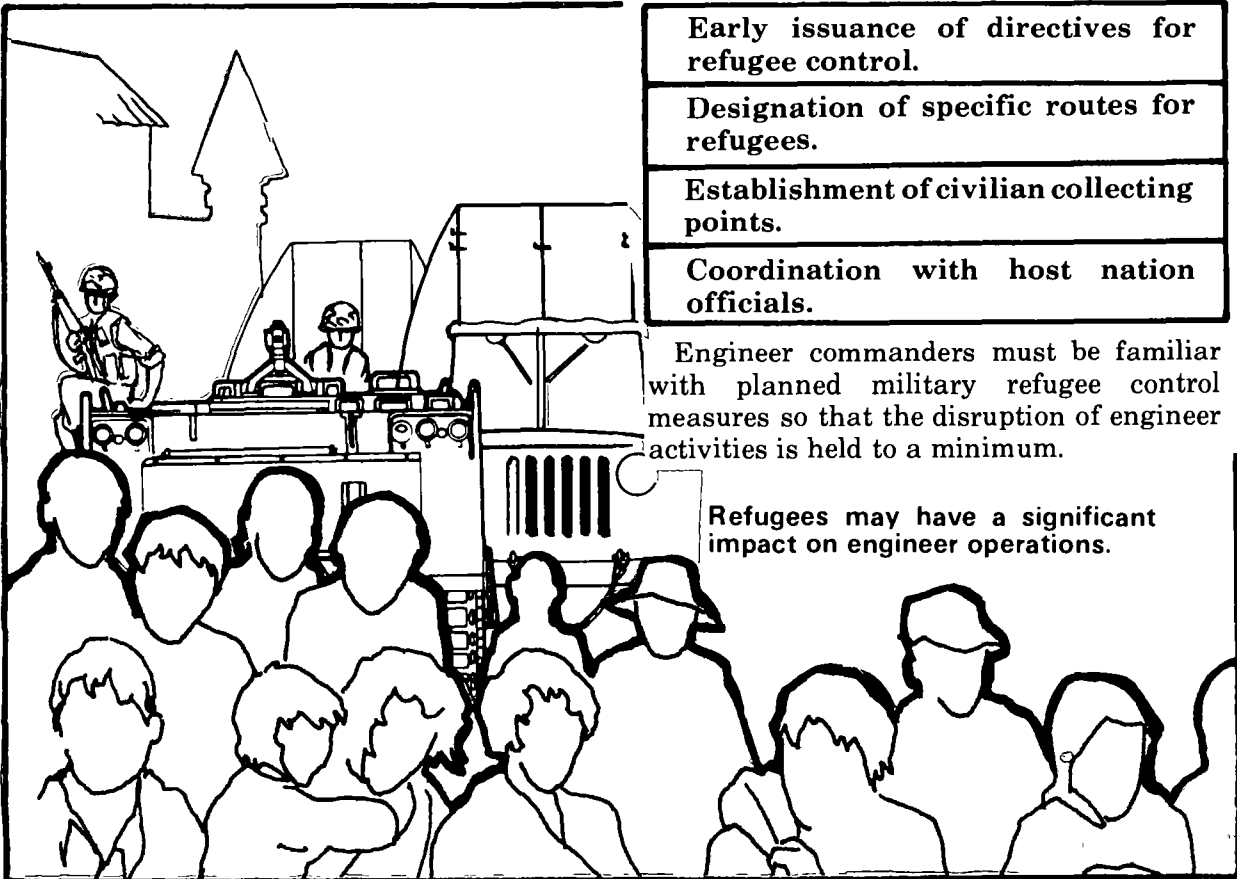 Early issuance of directives for
refugee control.
Designation of specific routes for
refugees.
Establishment of civilian collecting
points.
Coordination with host nation
officials.
Engineer commanders must be familiar
with planned military refugee control
measures so that the disruption of engineer
activities is held to a minimum.
Refugees may have a significant
impact on engineer operations.